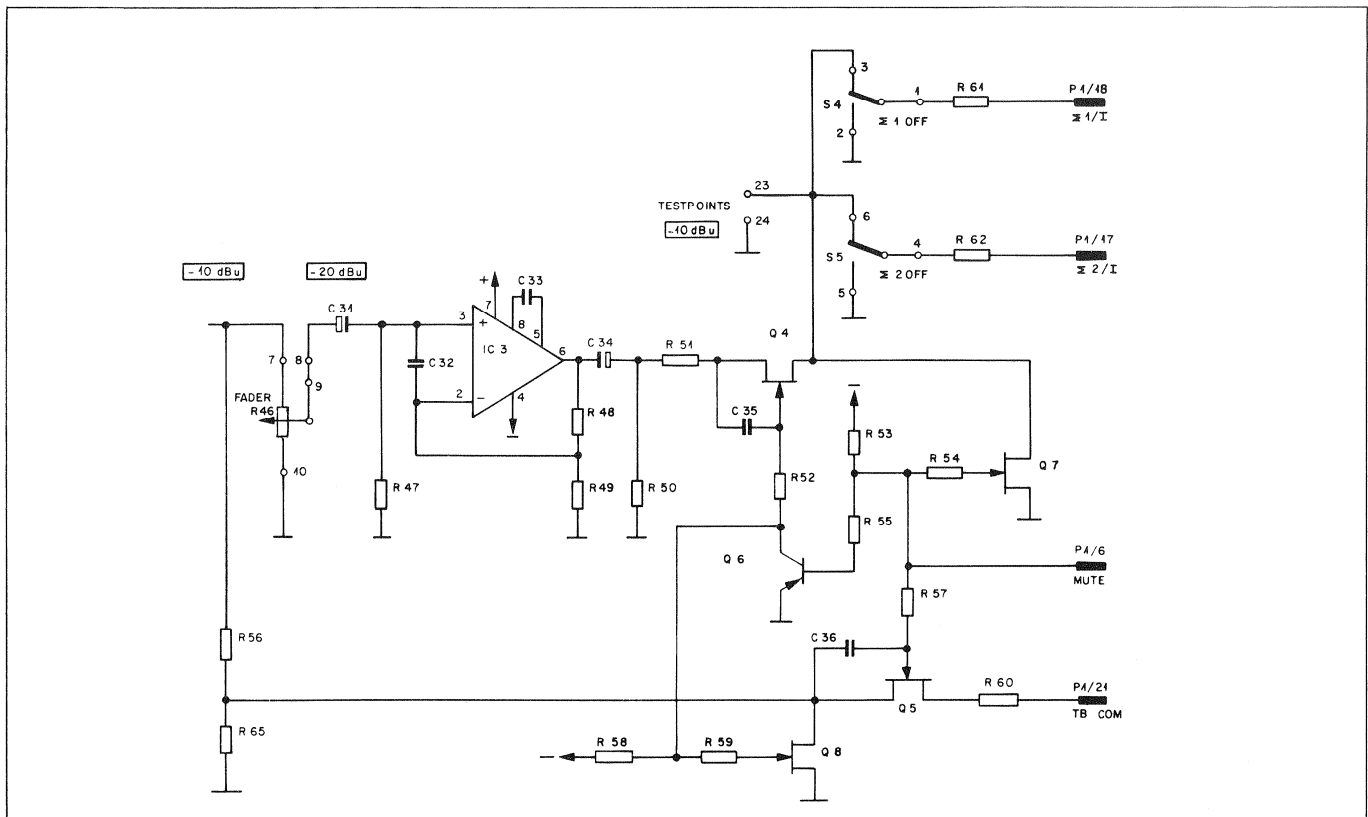 3
S4
1
R 61
P1/18
Σ 1 OFF
Σ 1/I
2
23
TESTPOINTS
24
-10 dBu
6
S5
4
R 62
P1/17
Σ 2 OFF
Σ 2/I
5
-10 dBu
-20 dBu
C 31
+
7
C 33
8
5
3
+
IC 3
6
C 34
R 51
Q 4
7
8
9
C 32
2
-
4
FADER
R46
10
R 47
R 48
R 49
R 50
C 35
R 52
R 53
R 54
Q 7
R 55
Q 6
P1/6
MUTE
R 57
R 56
C 36
R 60
P1/21
TB COM
Q5
R 65
R 58
R 59
Q 8